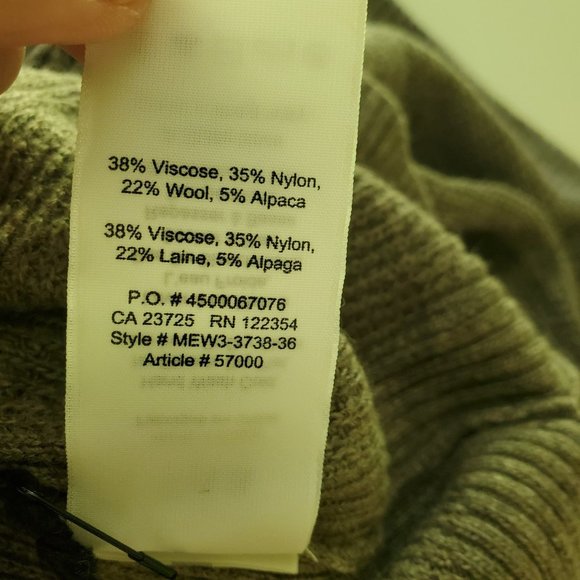 38% Viscose, 35% Nylon,
22% Wool, 5% Alpaca
38% Viscose, 35% Nylon,
22% Laine, 5% Alpaga
P.O. # 4500067076
CA 23725 RN 122354
Style # MEW3-3738-36
Article # 57000